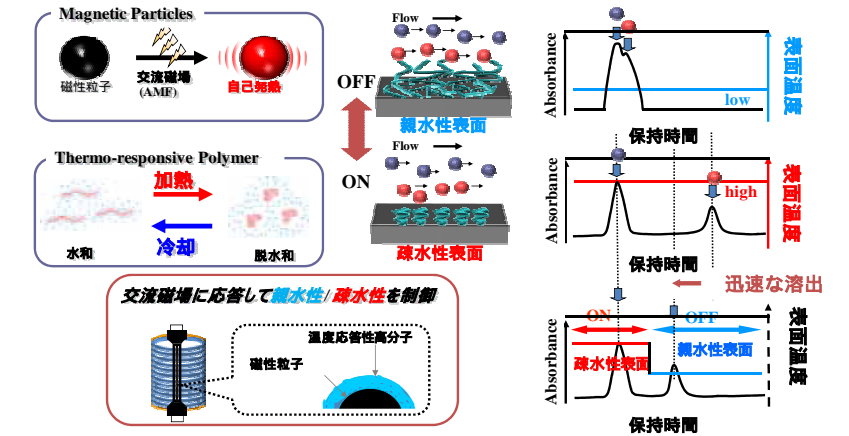 Magnetic Particles
磁性粒子
交流磁場
(AMF)
自己発熱
Thermo-responsive Polymer
加熱
冷却
水和
脱水和
Flow
OFF
親水性表面
Flow
ON
疎水性表面
交流磁場に応答して親水性/疎水性を制御
温度応答性高分子
磁性粒子
Absorbance
low
表面温度
保持時間
Absorbance
high
表面温度
保持時間
迅速な溶出
ON
OFF
Absorbance
疎水性表面
親水性表面
表面温度
保持時間